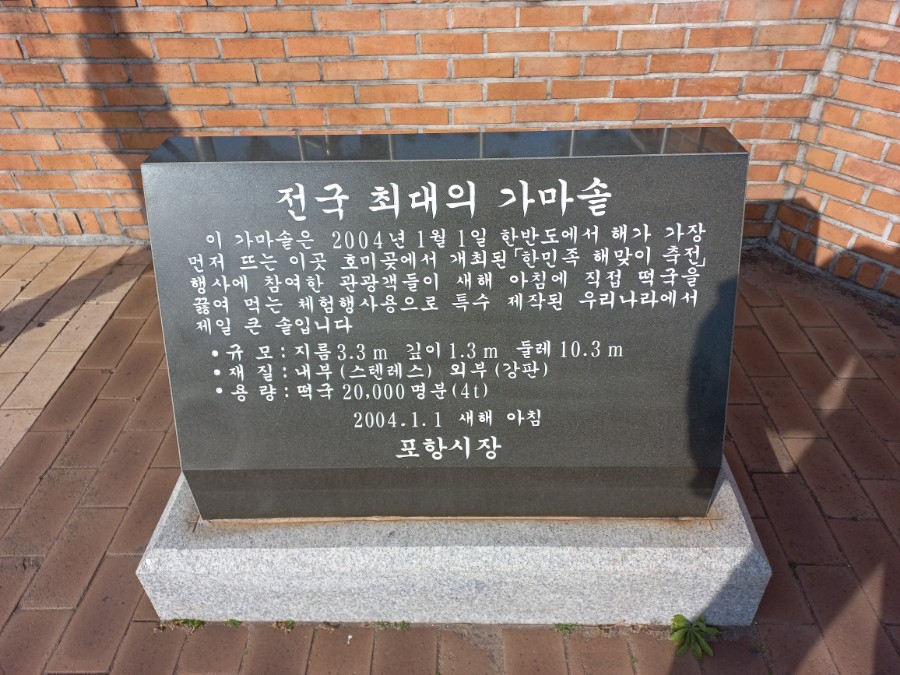 전국 최대의 가마솥
이 가마솥은 2004년 1월 1일 한반도에서 해가 가장
먼저 뜨는 이곳 호미곶에서 개최된 「한민족 해맞이 축전」
행사에 참여한 관광객들이 새해 아침에 직접 떡국을
끓여 먹는 체험행사용으로 특수 제작된 우리나라에서
제일 큰 솥입니다
• 규 모 : 지름 3.3 m 깊이 1.3 m 둘레 10.3 m
• 재 질 : 내부 (스텐레스) 외부 (강판)
• 용 량 : 떡국 20,000 명분 (4t)
2004. 1. 1 새해 아침
포항시장